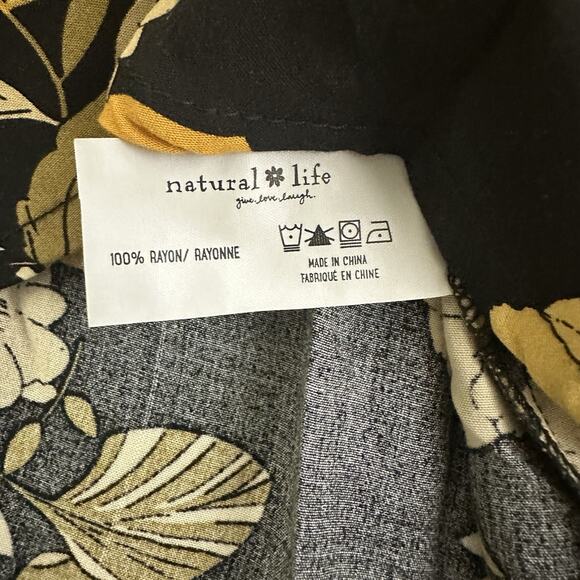 natural life
give.love.laugh.
100% RAYON/ RAYONNE
MADE IN CHINA
FABRIQUÉ EN CHINE